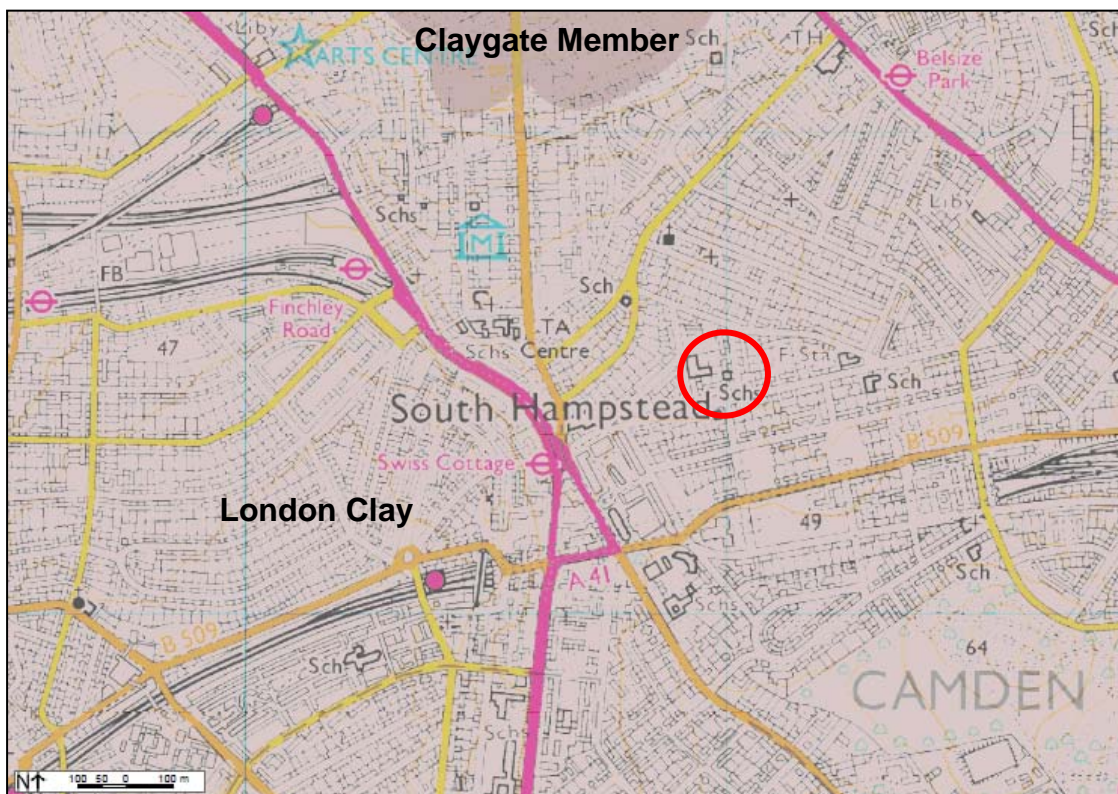 Liby
ARTS CENTRE
Claygate Member
Sch
TH
Sch
Belsize
Park
Schs
M
Liby
FB
Sch
Finchley
Road
TA
Centre
Schs
47
F Sta
Schs
Sch
South Hampstead
B 509
Swiss Cottage
London Clay
49
A 41
Sch
Schs
B 509
Sch
64
CAMDEN
Schs
N
100 50 0 100 m